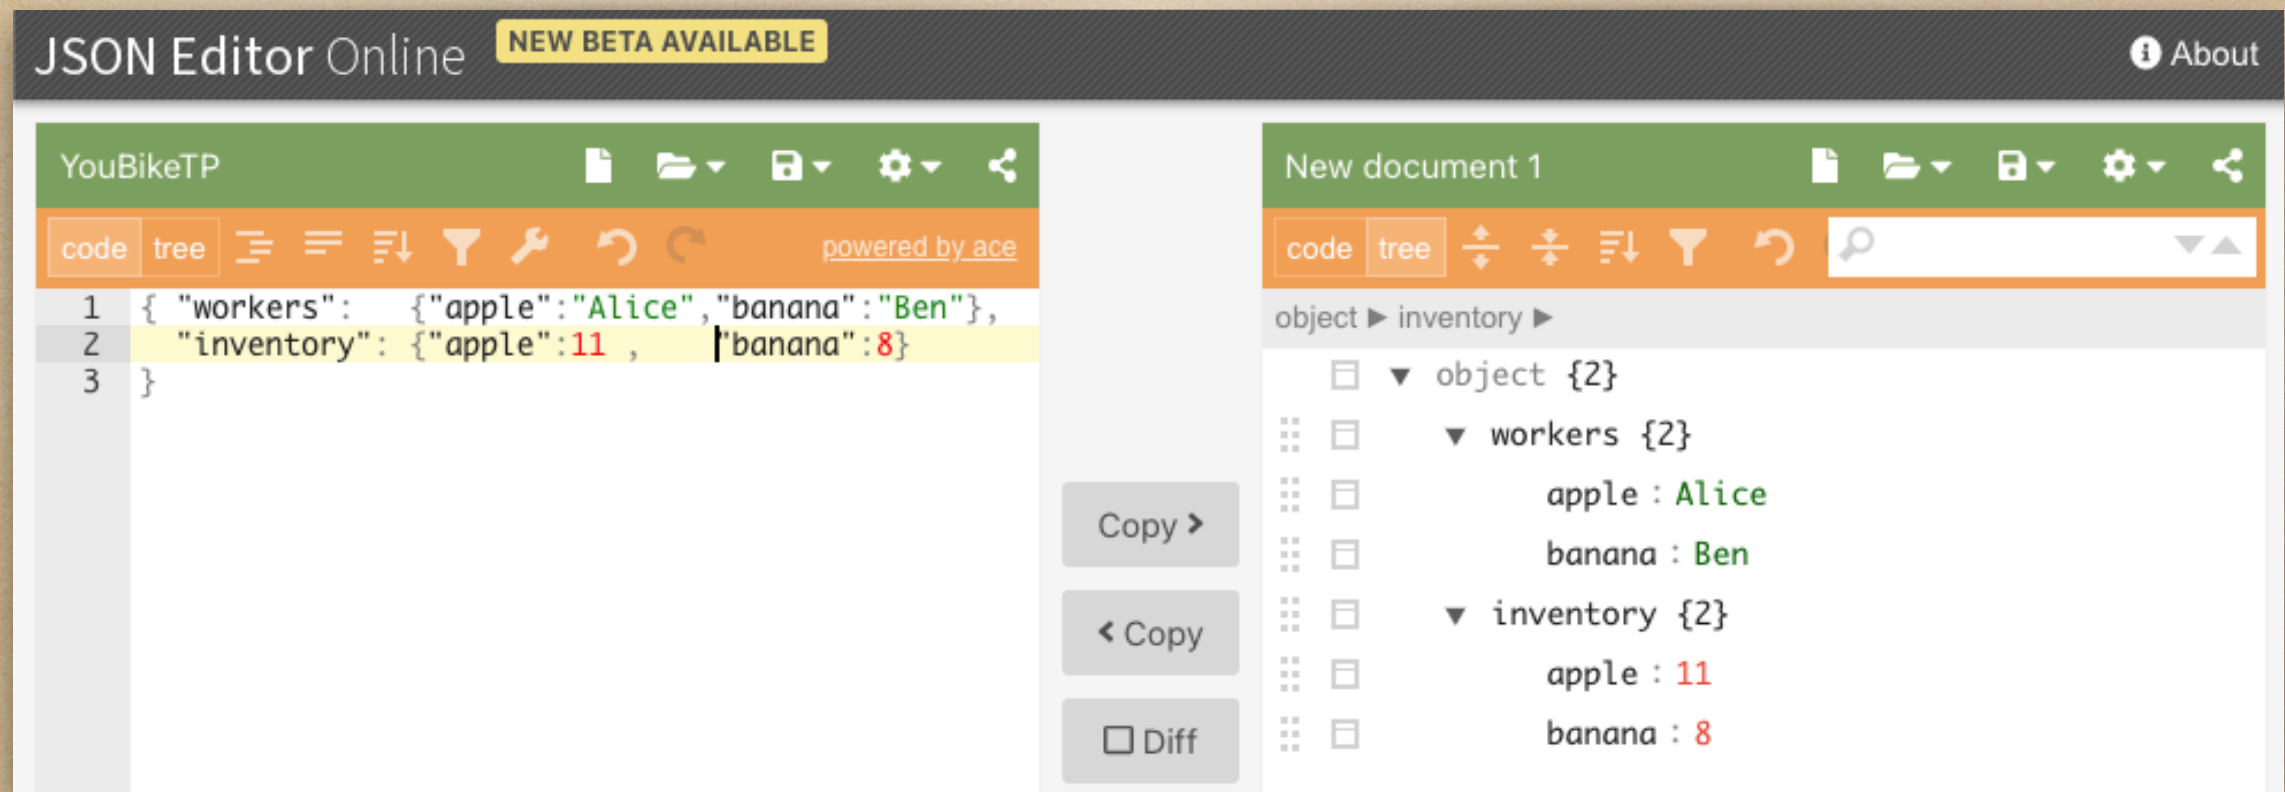 JSON Editor Online NEW BETA AVAILABLE About
YouBikeTP
code tree powered by ace
1 { "workers":   {"apple":"Alice","banana":"Ben"},
2   "inventory": {"apple":11 ,    "banana":8}
3 }
Copy >
< Copy
Diff
New document 1
code tree
object ▶ inventory ▶
▼ object {2}
▼ workers {2}
apple : Alice
banana : Ben
▼ inventory {2}
apple : 11
banana : 8